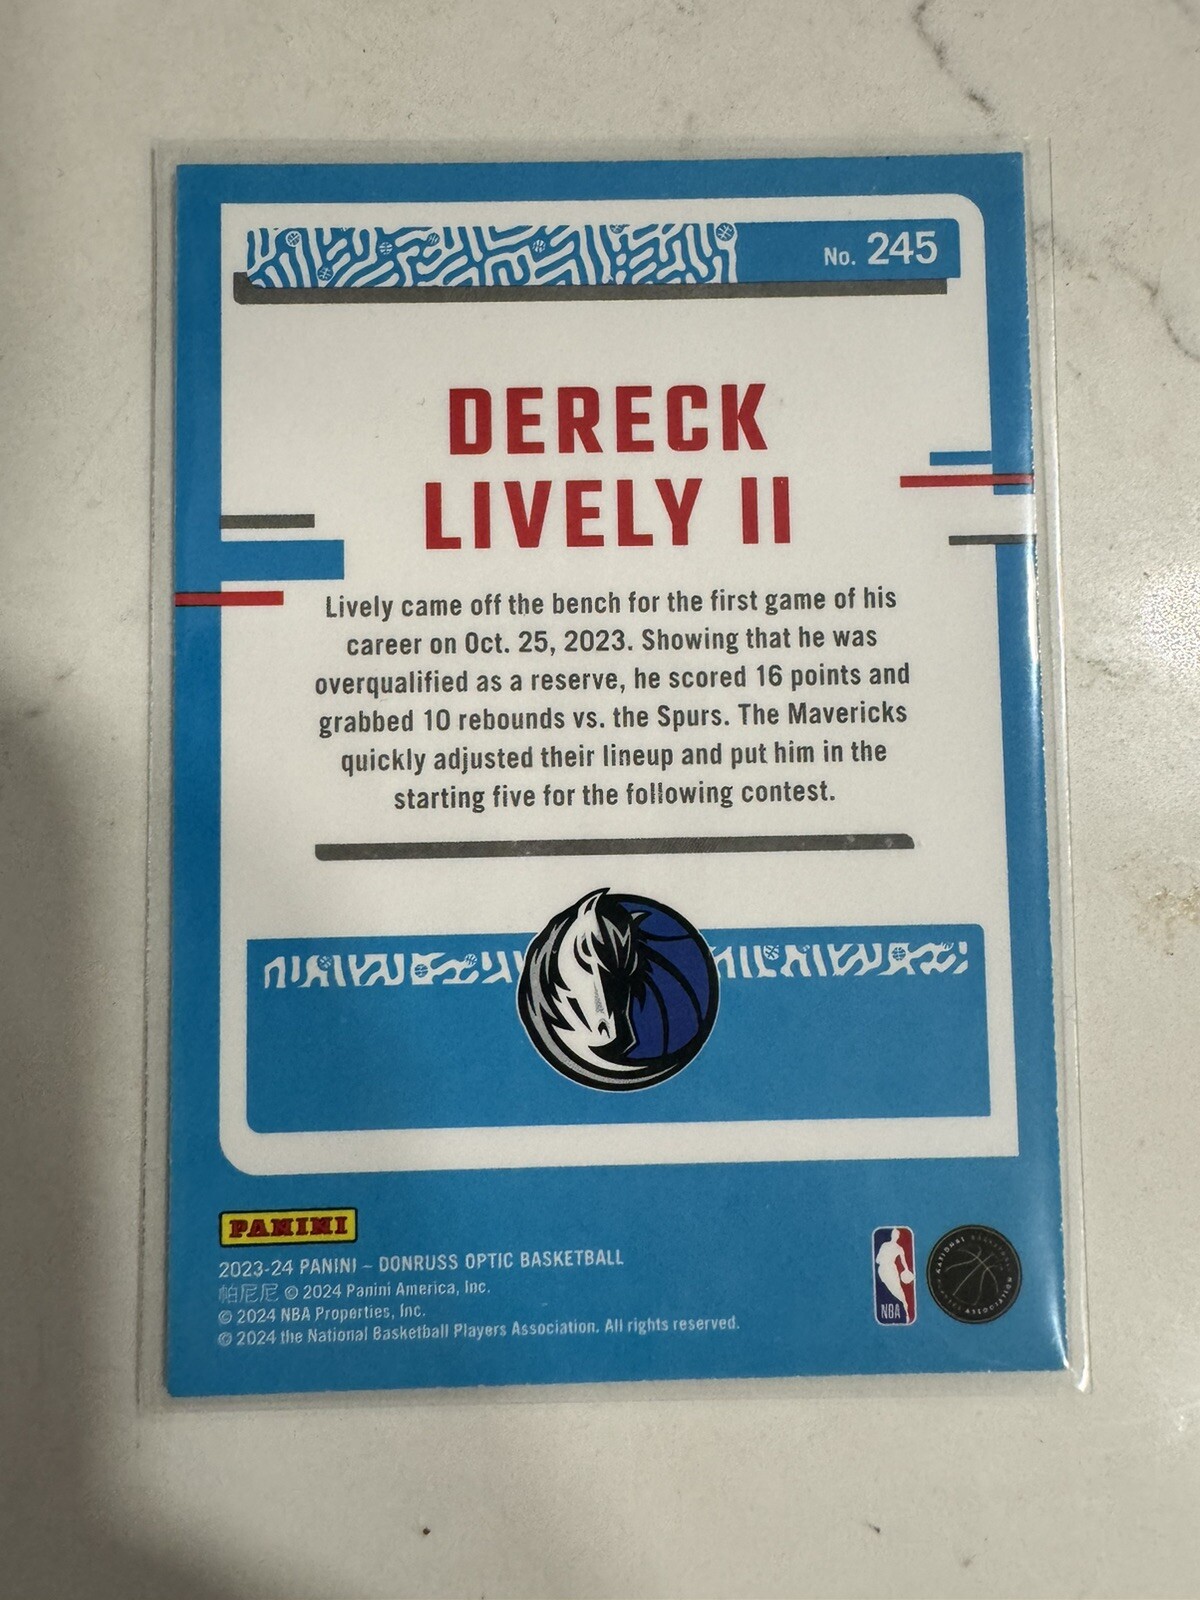 No. 245
DERECK
LIVELY II
Lively came off the bench for the first game of his
career on Oct. 25, 2023. Showing that he was
overqualified as a reserve, he scored 16 points and
grabbed 10 rebounds vs. the Spurs. The Mavericks
quickly adjusted their lineup and put him in the
starting five for the following contest.
PANINI
2023-24 PANINI – DONRUSS OPTIC BASKETBALL
帕尼尼 © 2024 Panini America, Inc.
© 2024 NBA Properties, Inc.
© 2024 the National Basketball Players Association. All rights reserved.
NBA
NATIONAL BASKETBALL PLAYERS ASSOCIATION